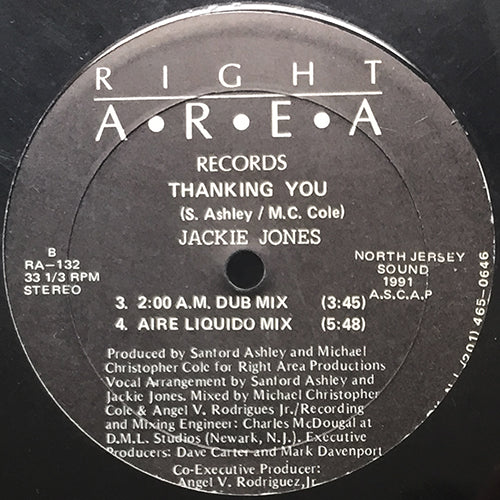 RIGHT
A•R•E•A
RECORDS
THANKING YOU
(S. Ashley / M.C. Cole)
JACKIE JONES
B
RA-132
33 1/3 RPM
STEREO
NORTH JERSEY
SOUND
1991
A.S.C.A.P
3. 2:00 A.M. DUB MIX (3:45)
4. AIRE LIQUIDO MIX (5:48)
Produced by Sanford Ashley and Michael
Christopher Cole for Right Area Productions
Vocal Arrangement by Sanford Ashley and
Jackie Jones. Mixed by Michael Christopher
Cole & Angel V. Rodrigues Jr./Recording
and Mixing Engineer: Charles McDougal at
D.M.L. Studios (Newark, N.J.). Executive
Producers: Dave Carter and Mark Davenport
Co-Executive Producer:
Angel V. Rodriguez,Jr
N.J. (201) 465-0646